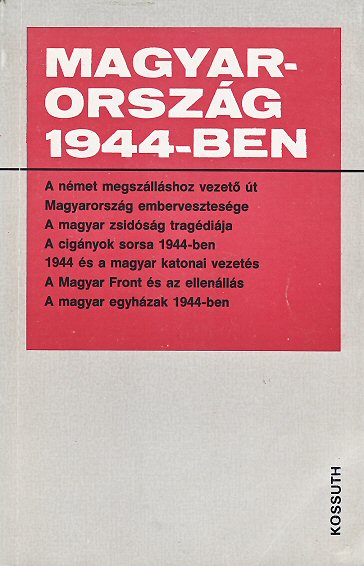 MAGYAR-
ORSZÁG
1944-BEN
A német megszálláshoz vezető út
Magyarország embervesztesége
A magyar zsidóság tragédiája
A cigányok sorsa 1944-ben
1944 és a magyar katonai vezetés
A Magyar Front és az ellenállás
A magyar egyházak 1944-ben
KOSSUTH